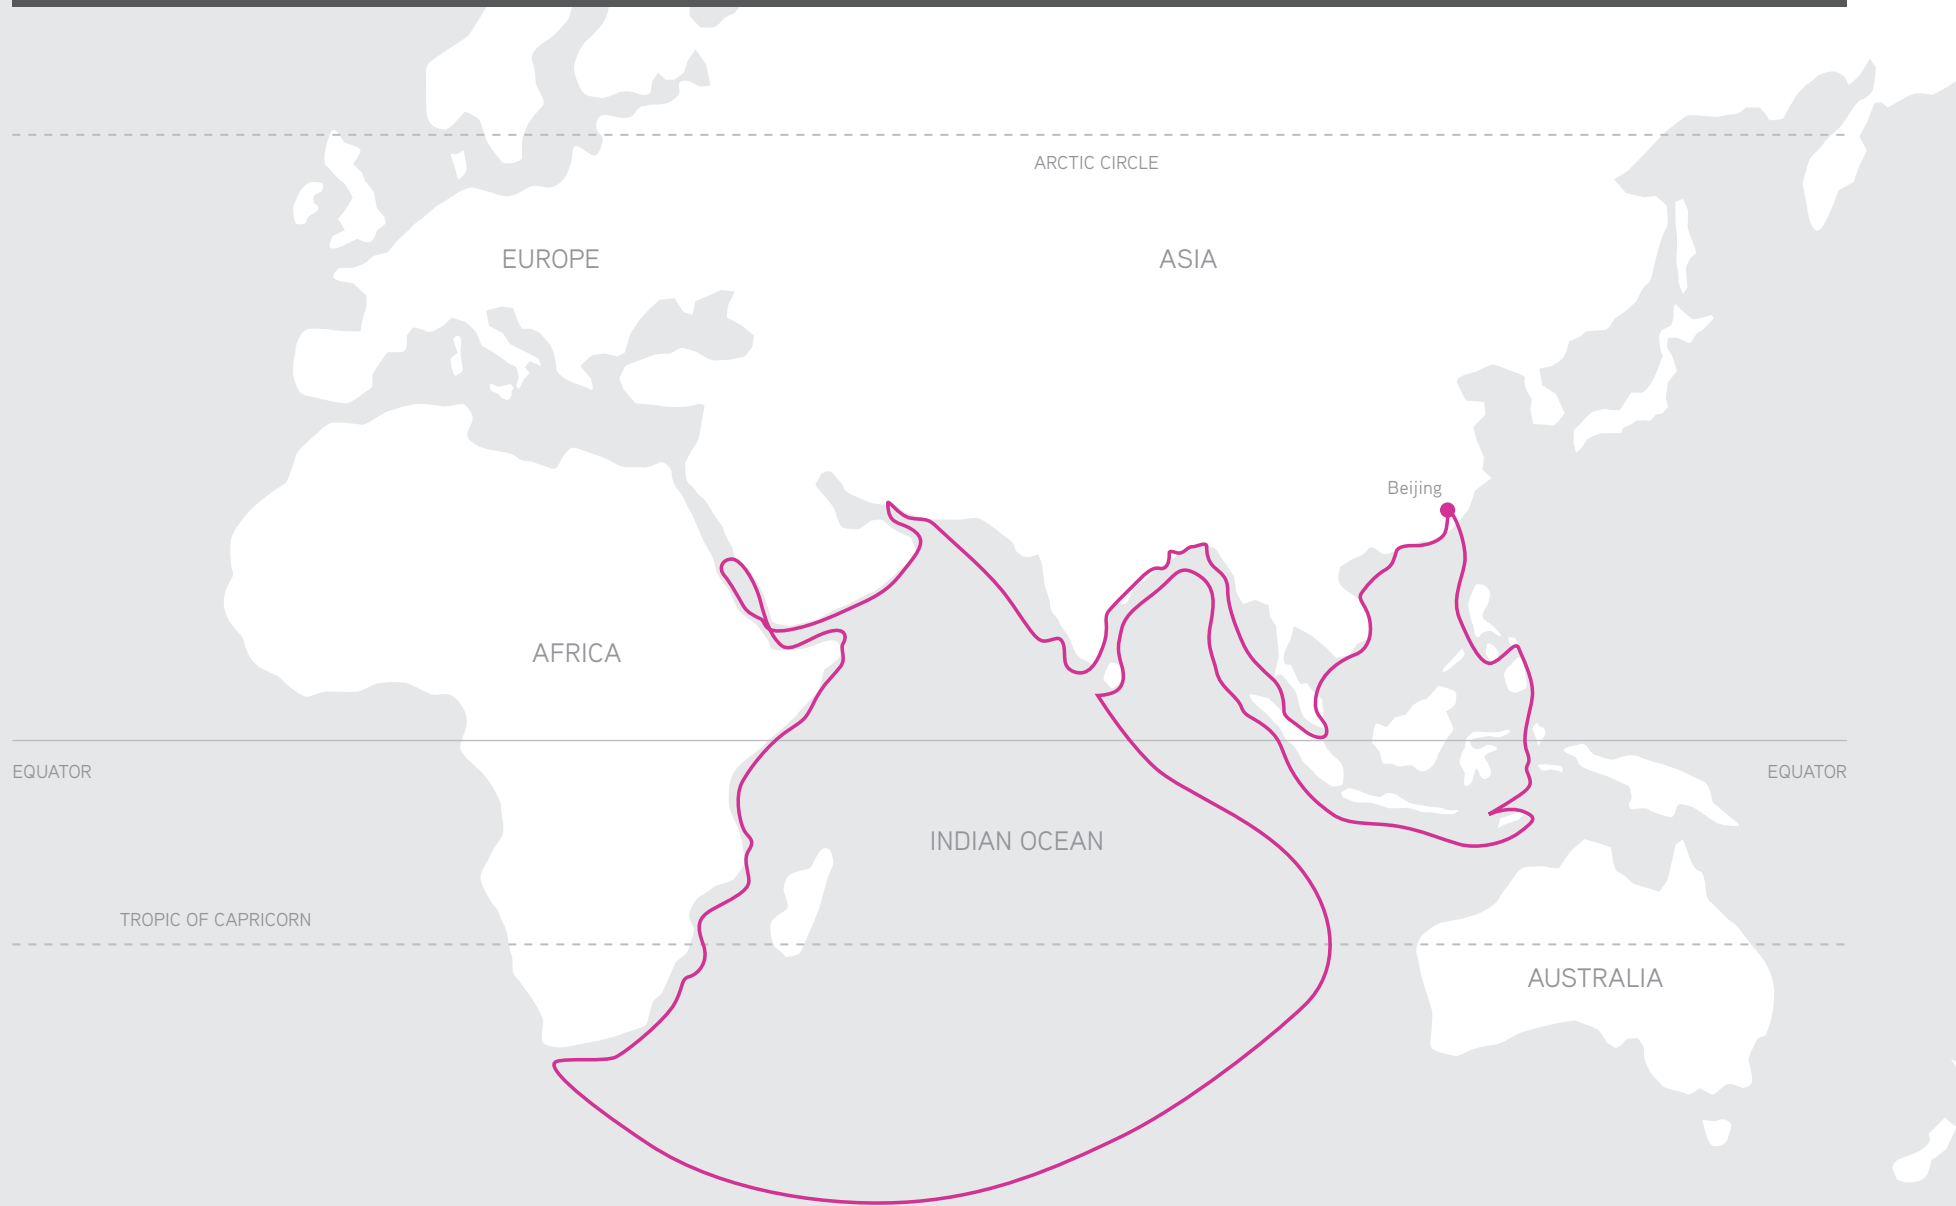 ARCTIC CIRCLE
EUROPE
ASIA
Beijing
AFRICA
EQUATOR
EQUATOR
INDIAN OCEAN
TROPIC OF CAPRICORN
AUSTRALIA